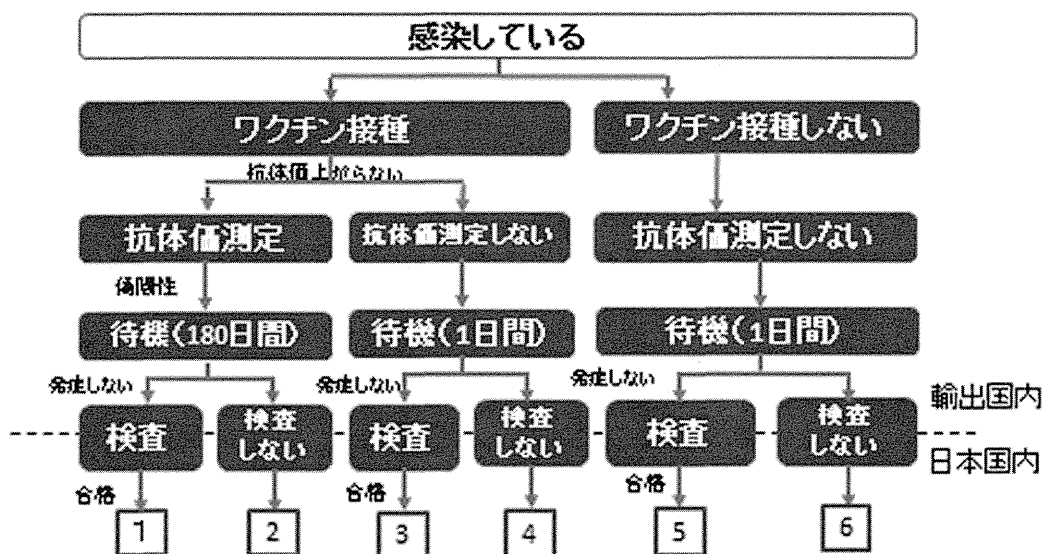 感染している
ワクチン接種
ワクチン接種しない
抗体価上がらない
抗体価測定
抗体価測定しない
抗体価測定しない
偽陽性
待機(180日間)
待機(1日間)
待機(1日間)
発症しない
発症しない
発症しない
検査
検査
しない
検査
検査
しない
検査
検査
しない
輸出国内
日本国内
合格
合格
合格
1
2
3
4
5
6